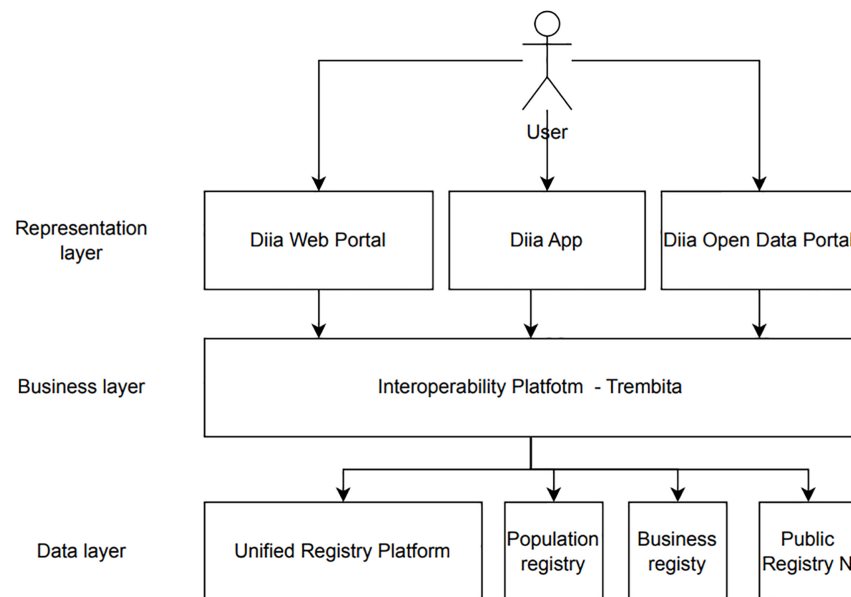 User
Representation
layer
Diia Web Portal
Diia App
Diia Open Data Portal
Business layer
Interoperability Platfotm - Trembita
Data layer
Unified Registry Platform
Population
registry
Business
registy
Public
Registry N